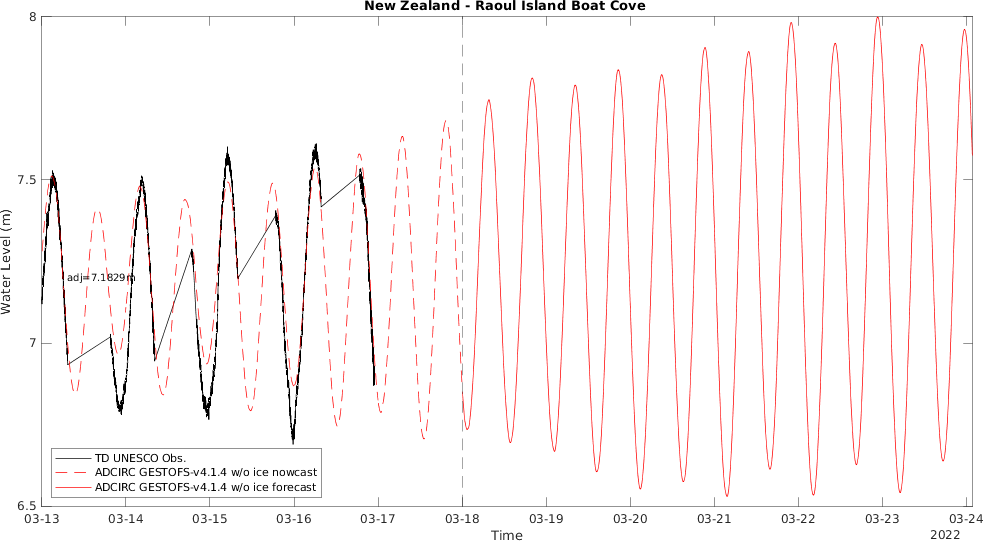 New Zealand - Raoul Island Boat Cove
8
7.5
7
6.5
Water Level (m)
adj=7.1829m
TD UNESCO Obs.
ADCIRC GESTOFS-v4.1.4 w/o ice nowcast
ADCIRC GESTOFS-v4.1.4 w/o ice forecast
03-13 03-14 03-15 03-16 03-17 03-18 03-19 03-20 03-21 03-22 03-23 03-24
Time
2022